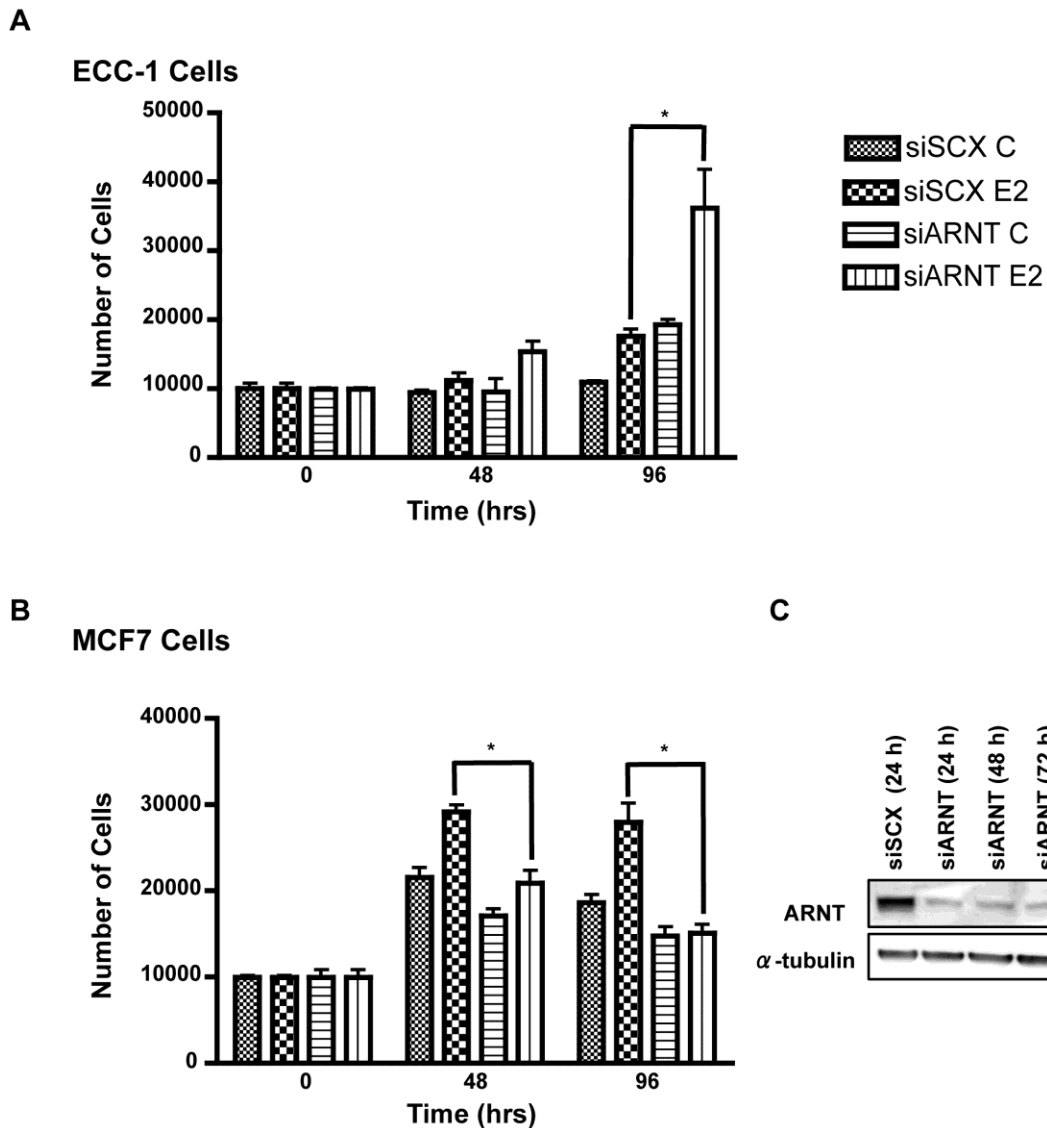 A
ECC-1 Cells
50000
40000
30000
20000
10000
0
Number of Cells
*
0 48 96
Time (hrs)
siSCX C
siSCX E2
siARNT C
siARNT E2
B
MCF7 Cells
40000
30000
20000
10000
0
Number of Cells
* *
0 48 96
Time (hrs)
C
siSCX (24 h)
siARNT (24 h)
siARNT (48 h)
siARNT (72 h)
ARNT
α-tubulin